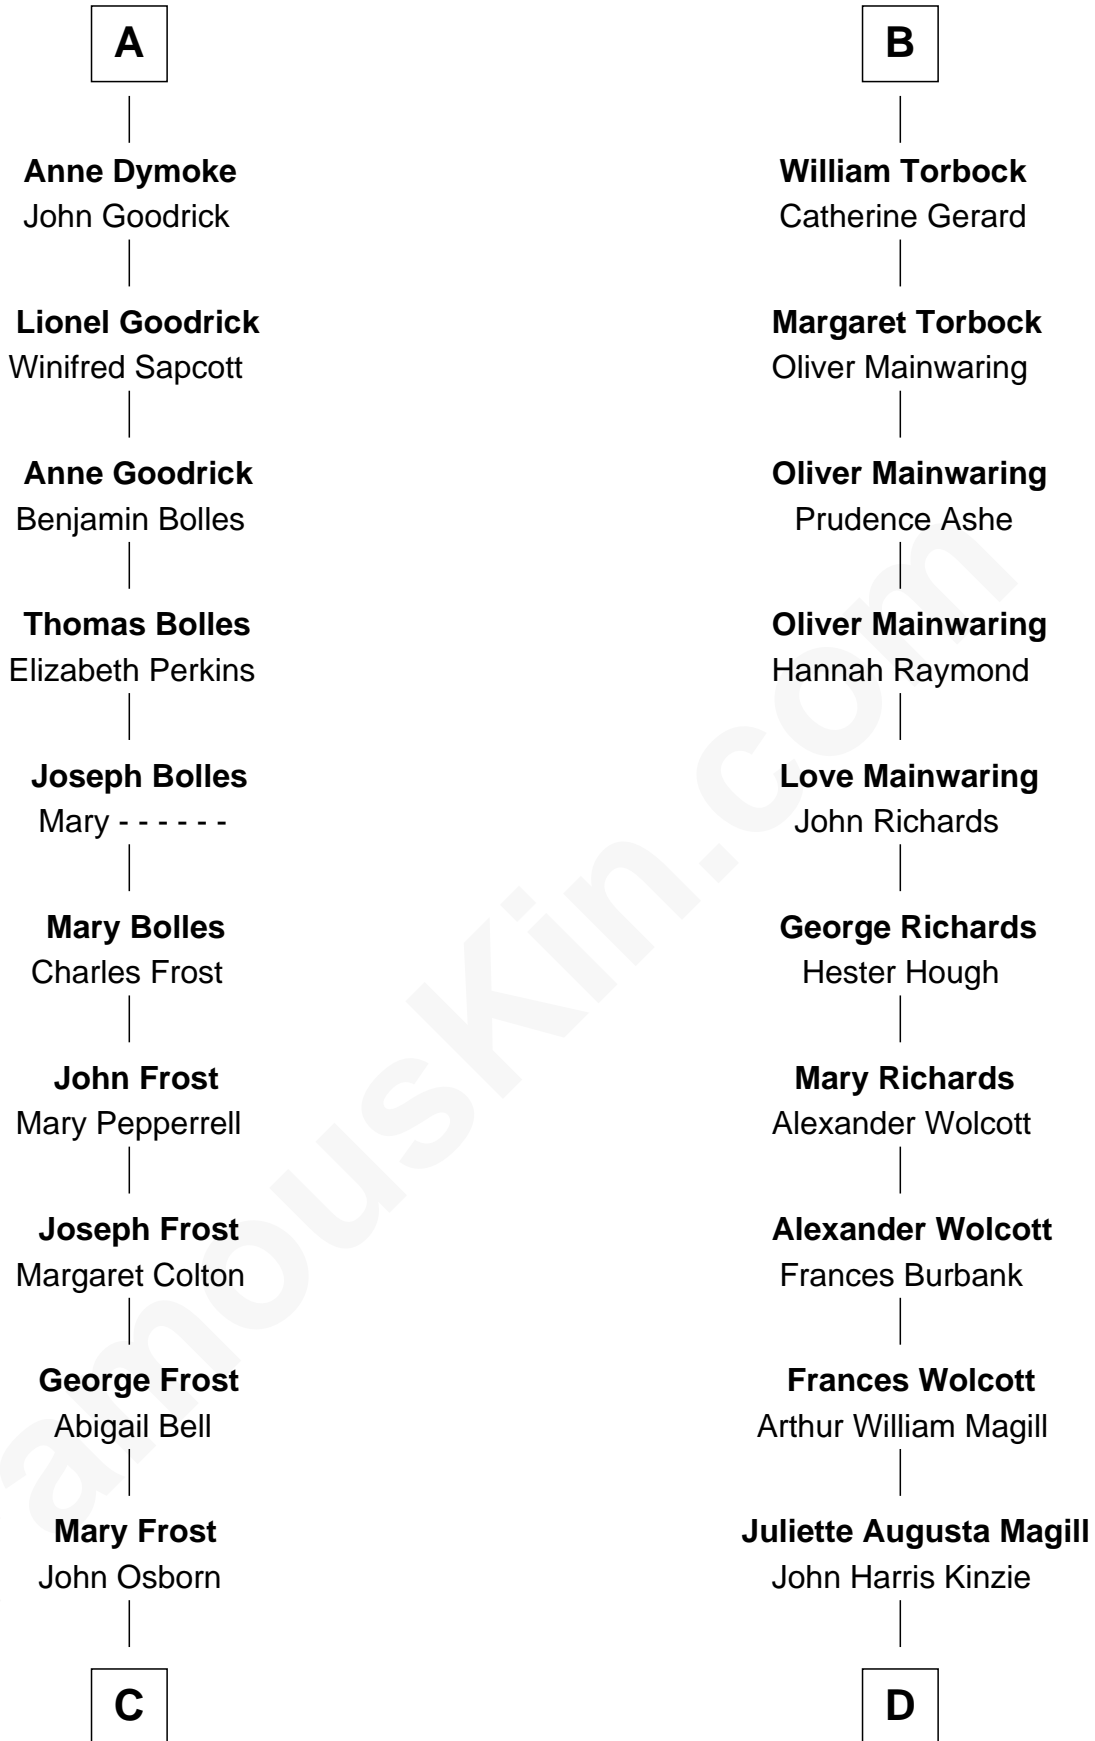 A
Anne Dymoke
John Goodrick
Lionel Goodrick
Winifred Sapcott
Anne Goodrick
Benjamin Bolles
Thomas Bolles
Elizabeth Perkins
Joseph Bolles
Mary - - - - - -
Mary Bolles
Charles Frost
John Frost
Mary Pepperrell
Joseph Frost
Margaret Colton
George Frost
Abigail Bell
Mary Frost
John Osborn
C
B
William Torbock
Catherine Gerard
Margaret Torbock
Oliver Mainwaring
Oliver Mainwaring
Prudence Ashe
Oliver Mainwaring
Hannah Raymond
Love Mainwaring
John Richards
George Richards
Hester Hough
Mary Richards
Alexander Wolcott
Alexander Wolcott
Frances Burbank
Frances Wolcott
Arthur William Magill
Juliette Augusta Magill
John Harris Kinzie
D
amouskin.com